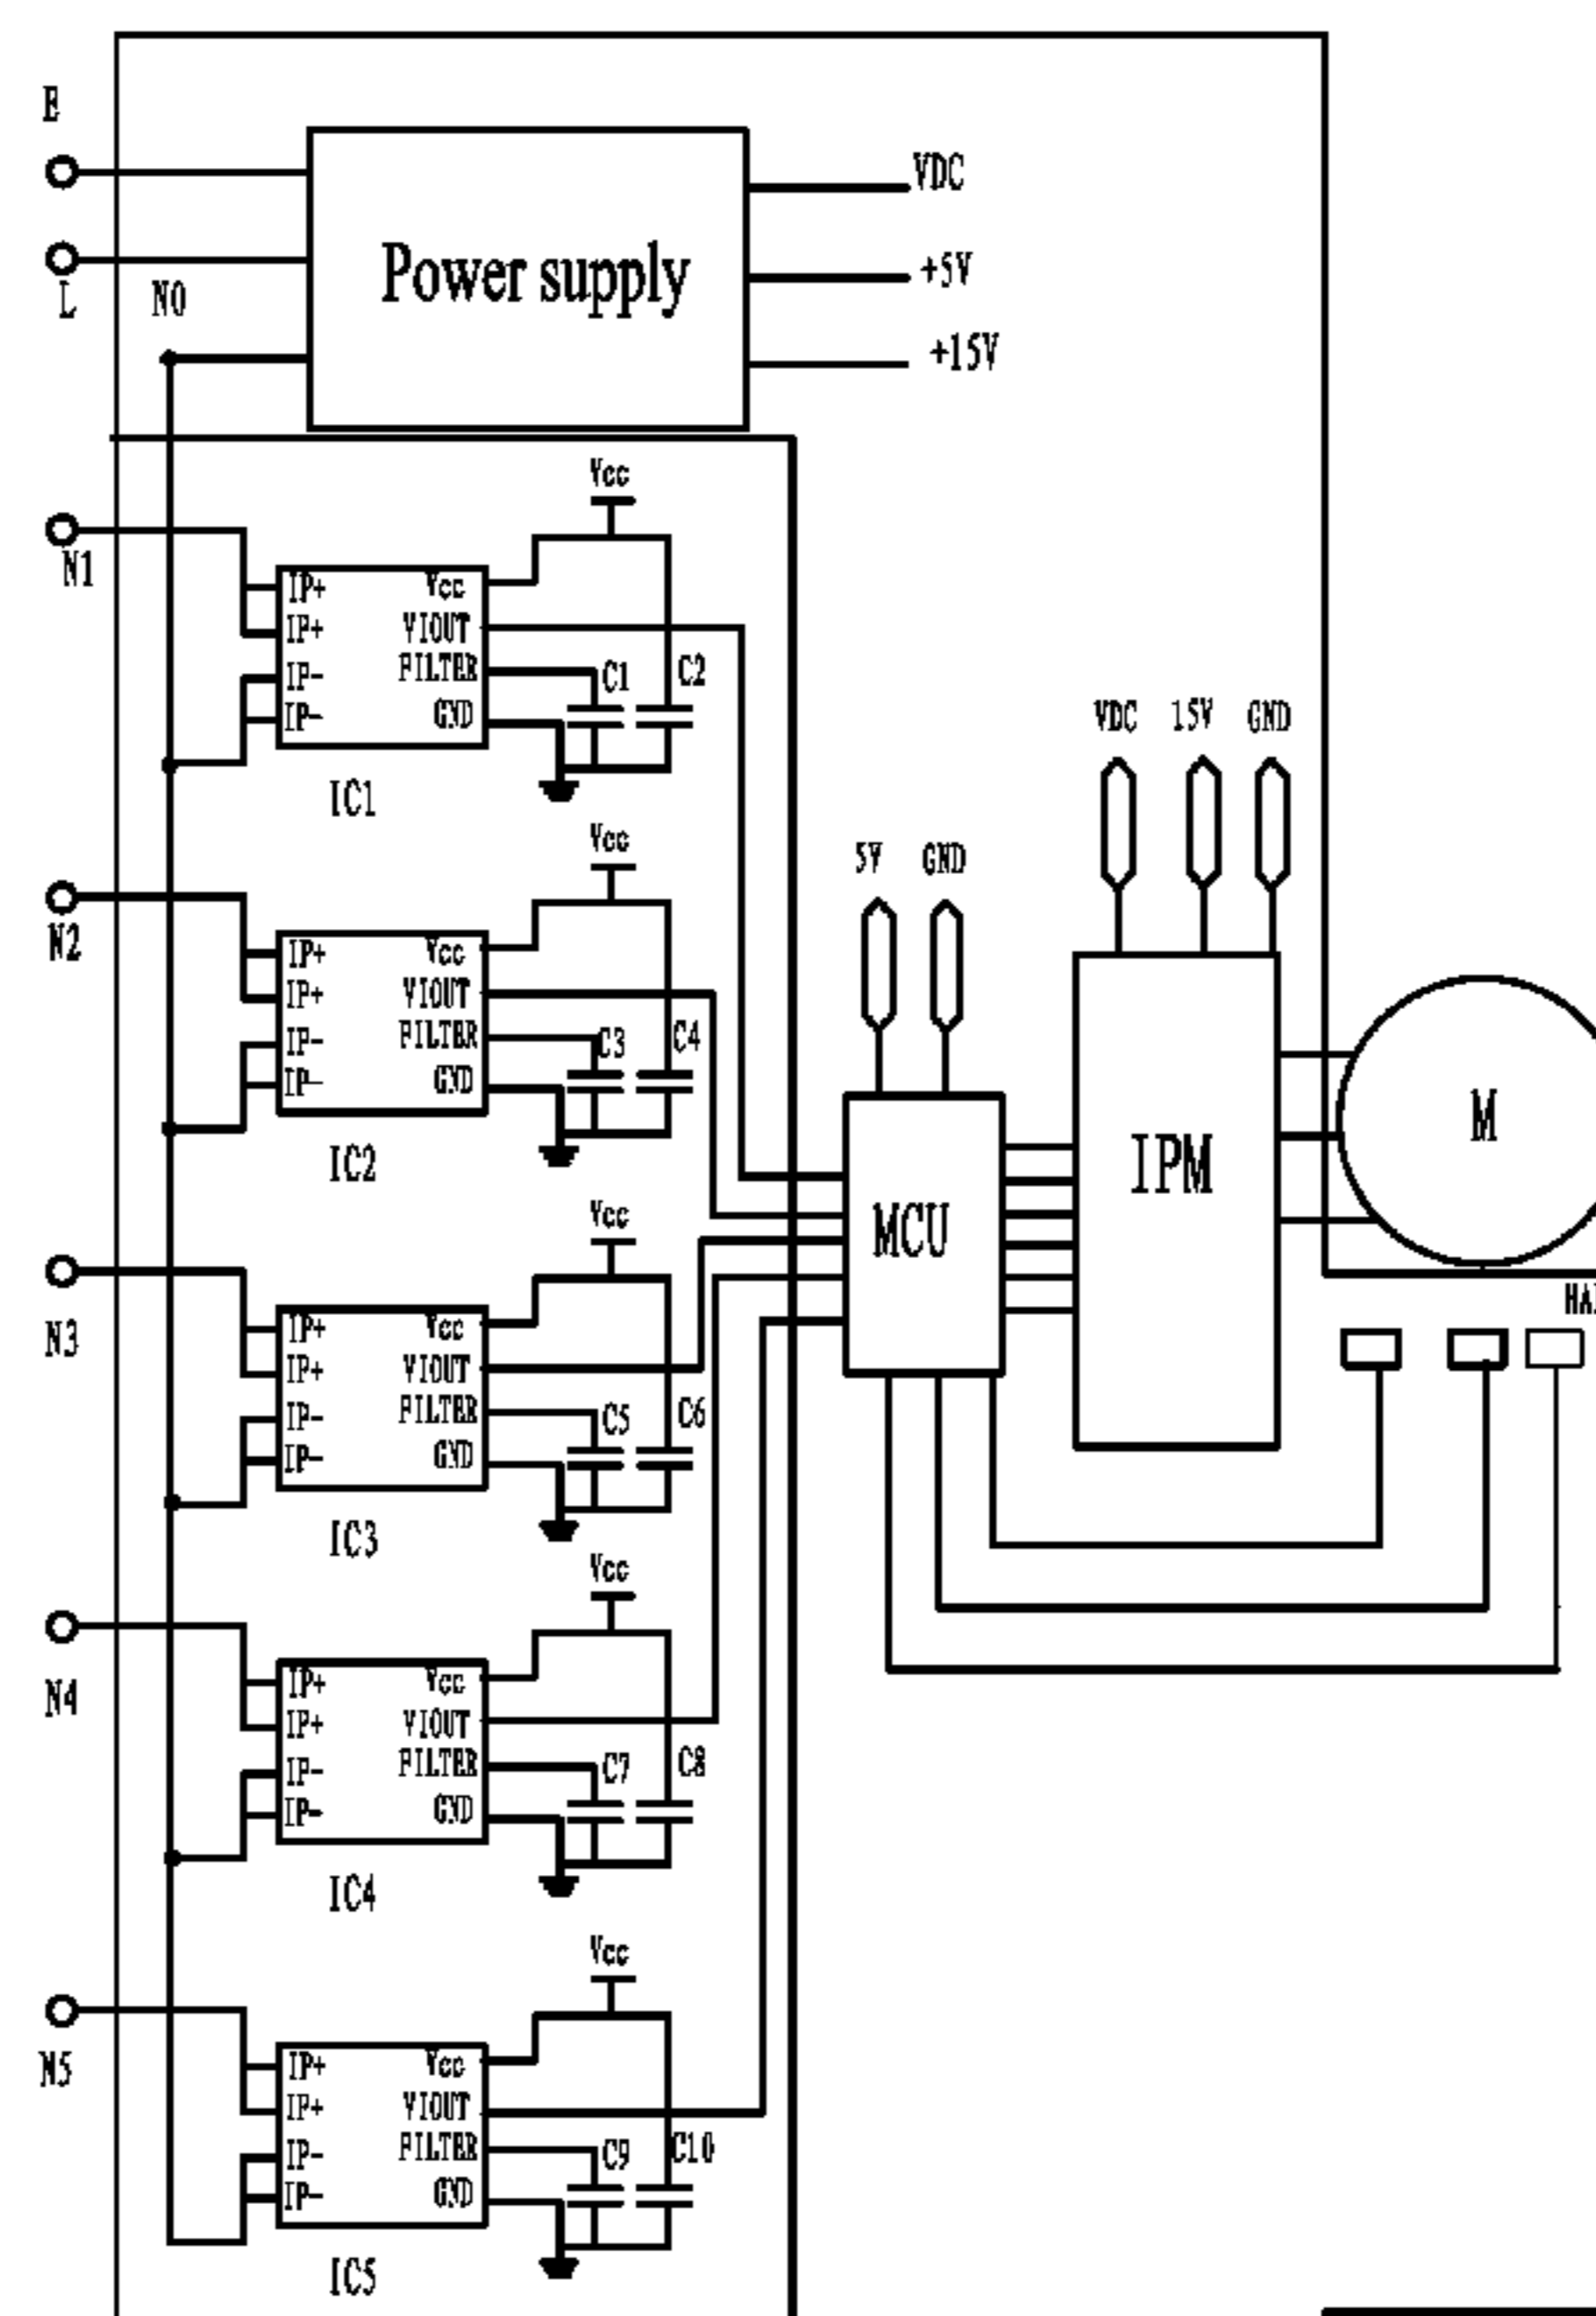 E
VDC
Power supply
+5V
L
NO
+15V
Vcc
N1
IP+ Vcc
IP+ VIOUT
IP- FILTER
IP- GND
C1
C2
IC1
VDC
15V
GND
Vcc
5V
GND
N2
IP+ Vcc
IP+ VIOUT
IP- FILTER
IP- GND
C3
C4
IC2
M
IPM
MCU
Vcc
N3
IP+ Vcc
IP+ VIOUT
IP- FILTER
IP- GND
C5
C6
IC3
Vcc
N4
IP+ Vcc
IP+ VIOUT
IP- FILTER
IP- GND
C7
C8
IC4
Vcc
N5
IP+ Vcc
IP+ VIOUT
IP- FILTER
IP- GND
C9
C10
IC5